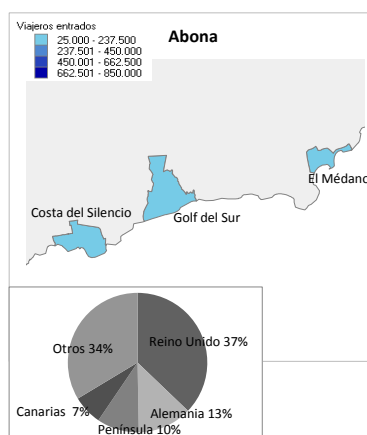 Viajeros entrados
25.000 - 237.500
237.501 - 450.000
450.001 - 662.500
662.501 - 850.000
Abona
El Médano
Costa del Silencio
Golf del Sur
Otros 34%
Reino Unido 37%
Canarias 7%
Alemania 13%
Península 10%